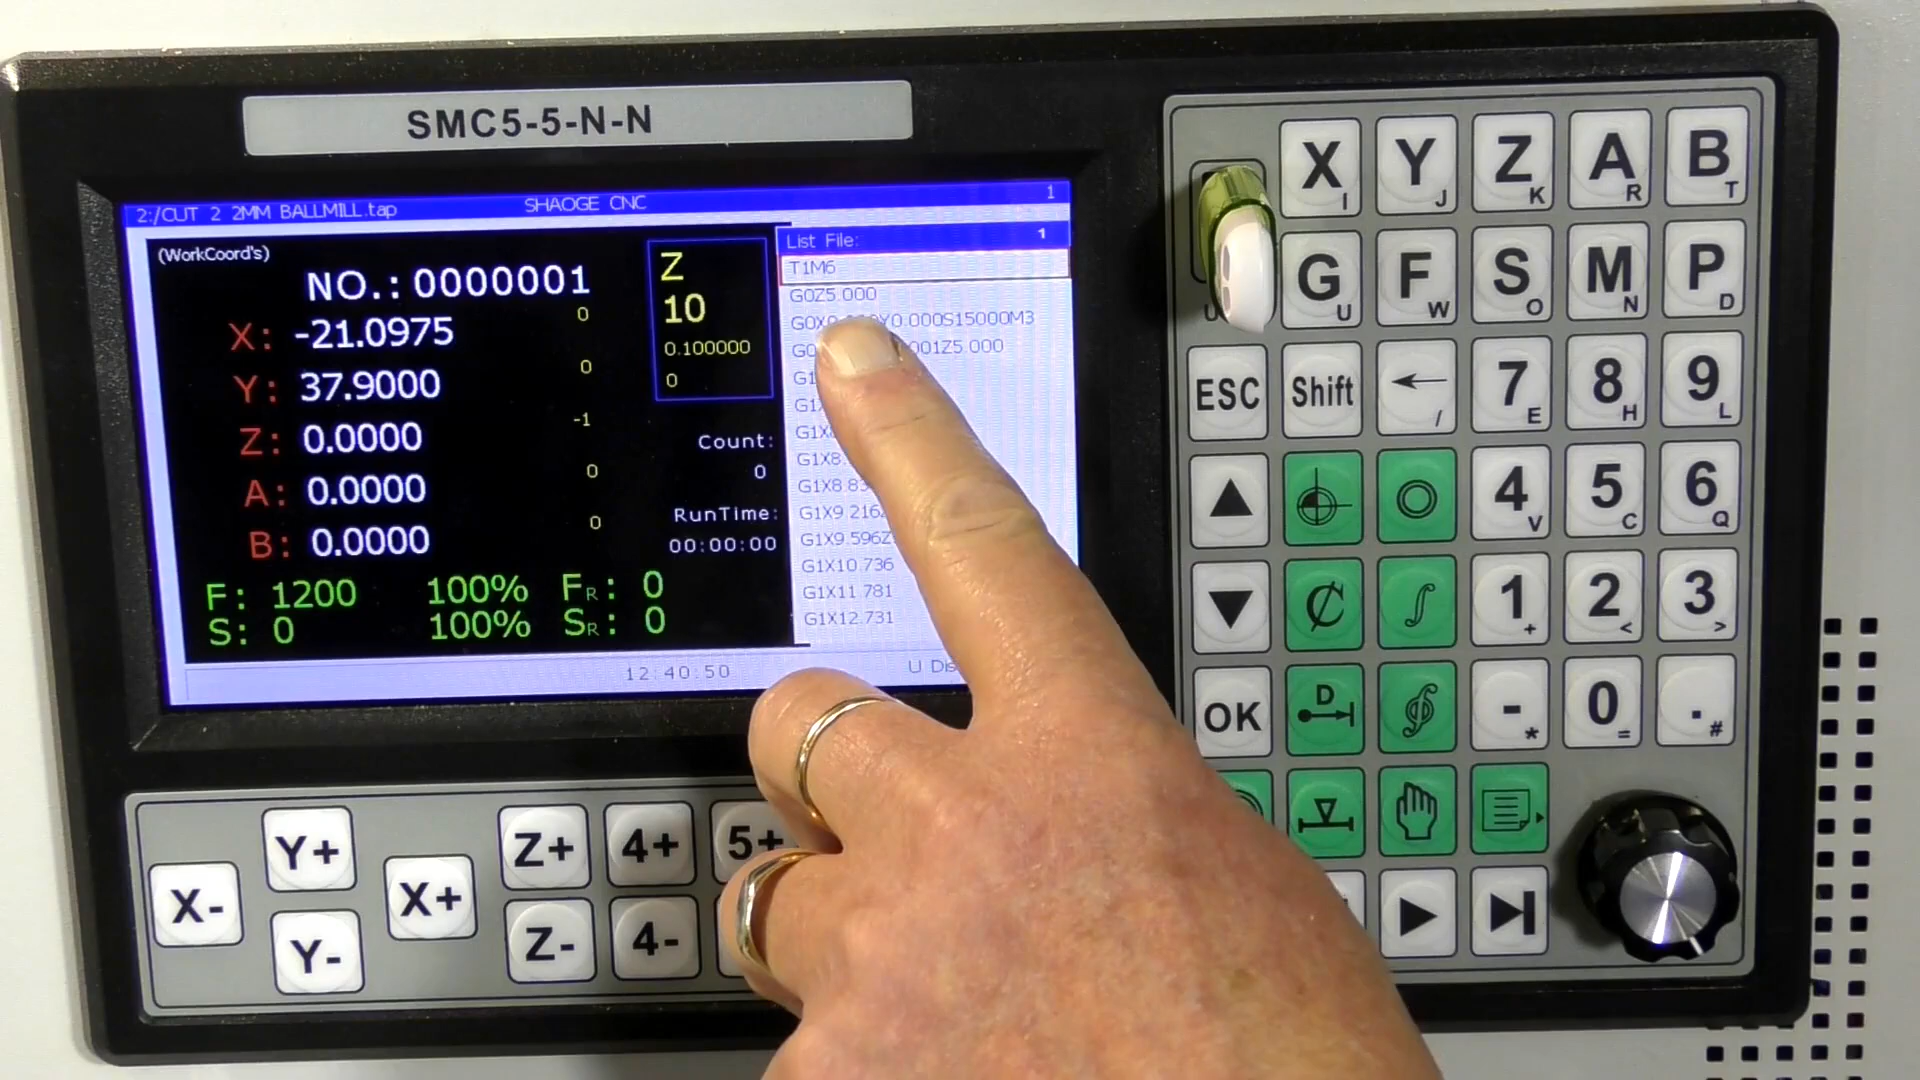 SMC5-5-N-N
2:/CUT 2 2MM BALLMILL.tap SHAOGE CNC 1
(WorkCoord's)
NO.: 0000001
X: -21.0975 0
Y: 37.9000 0
Z: 0.0000 -1
A: 0.0000 0
B: 0.0000 0
F: 1200 100% FR: 0
S: 0 100% SR: 0
Z
10
0.100000
0
Count:
0
RunTime:
00:00:00
List File: 1
T1M6
G0Z5.000
G1X10.736
G1X11.781
G1X12.731
12:40:50
X I Y J Z K A R B T
G U F W S O M N P D
ESC Shift / 7 E 8 H 9 L
4 V 5 C 6 Q
1 + 2 < 3 >
OK D - * 0 = . #
X- Y+ Y- X+ Z+ 4+ 5+
Z- 4-